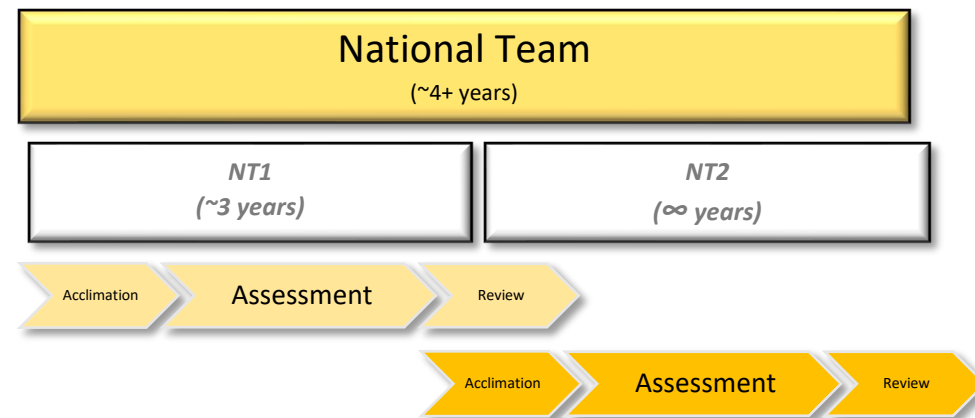 National Team
(~4+ years)
NT1
(~3 years)
NT2
(∞ years)
Acclimation
Assessment
Review
Acclimation
Assessment
Review